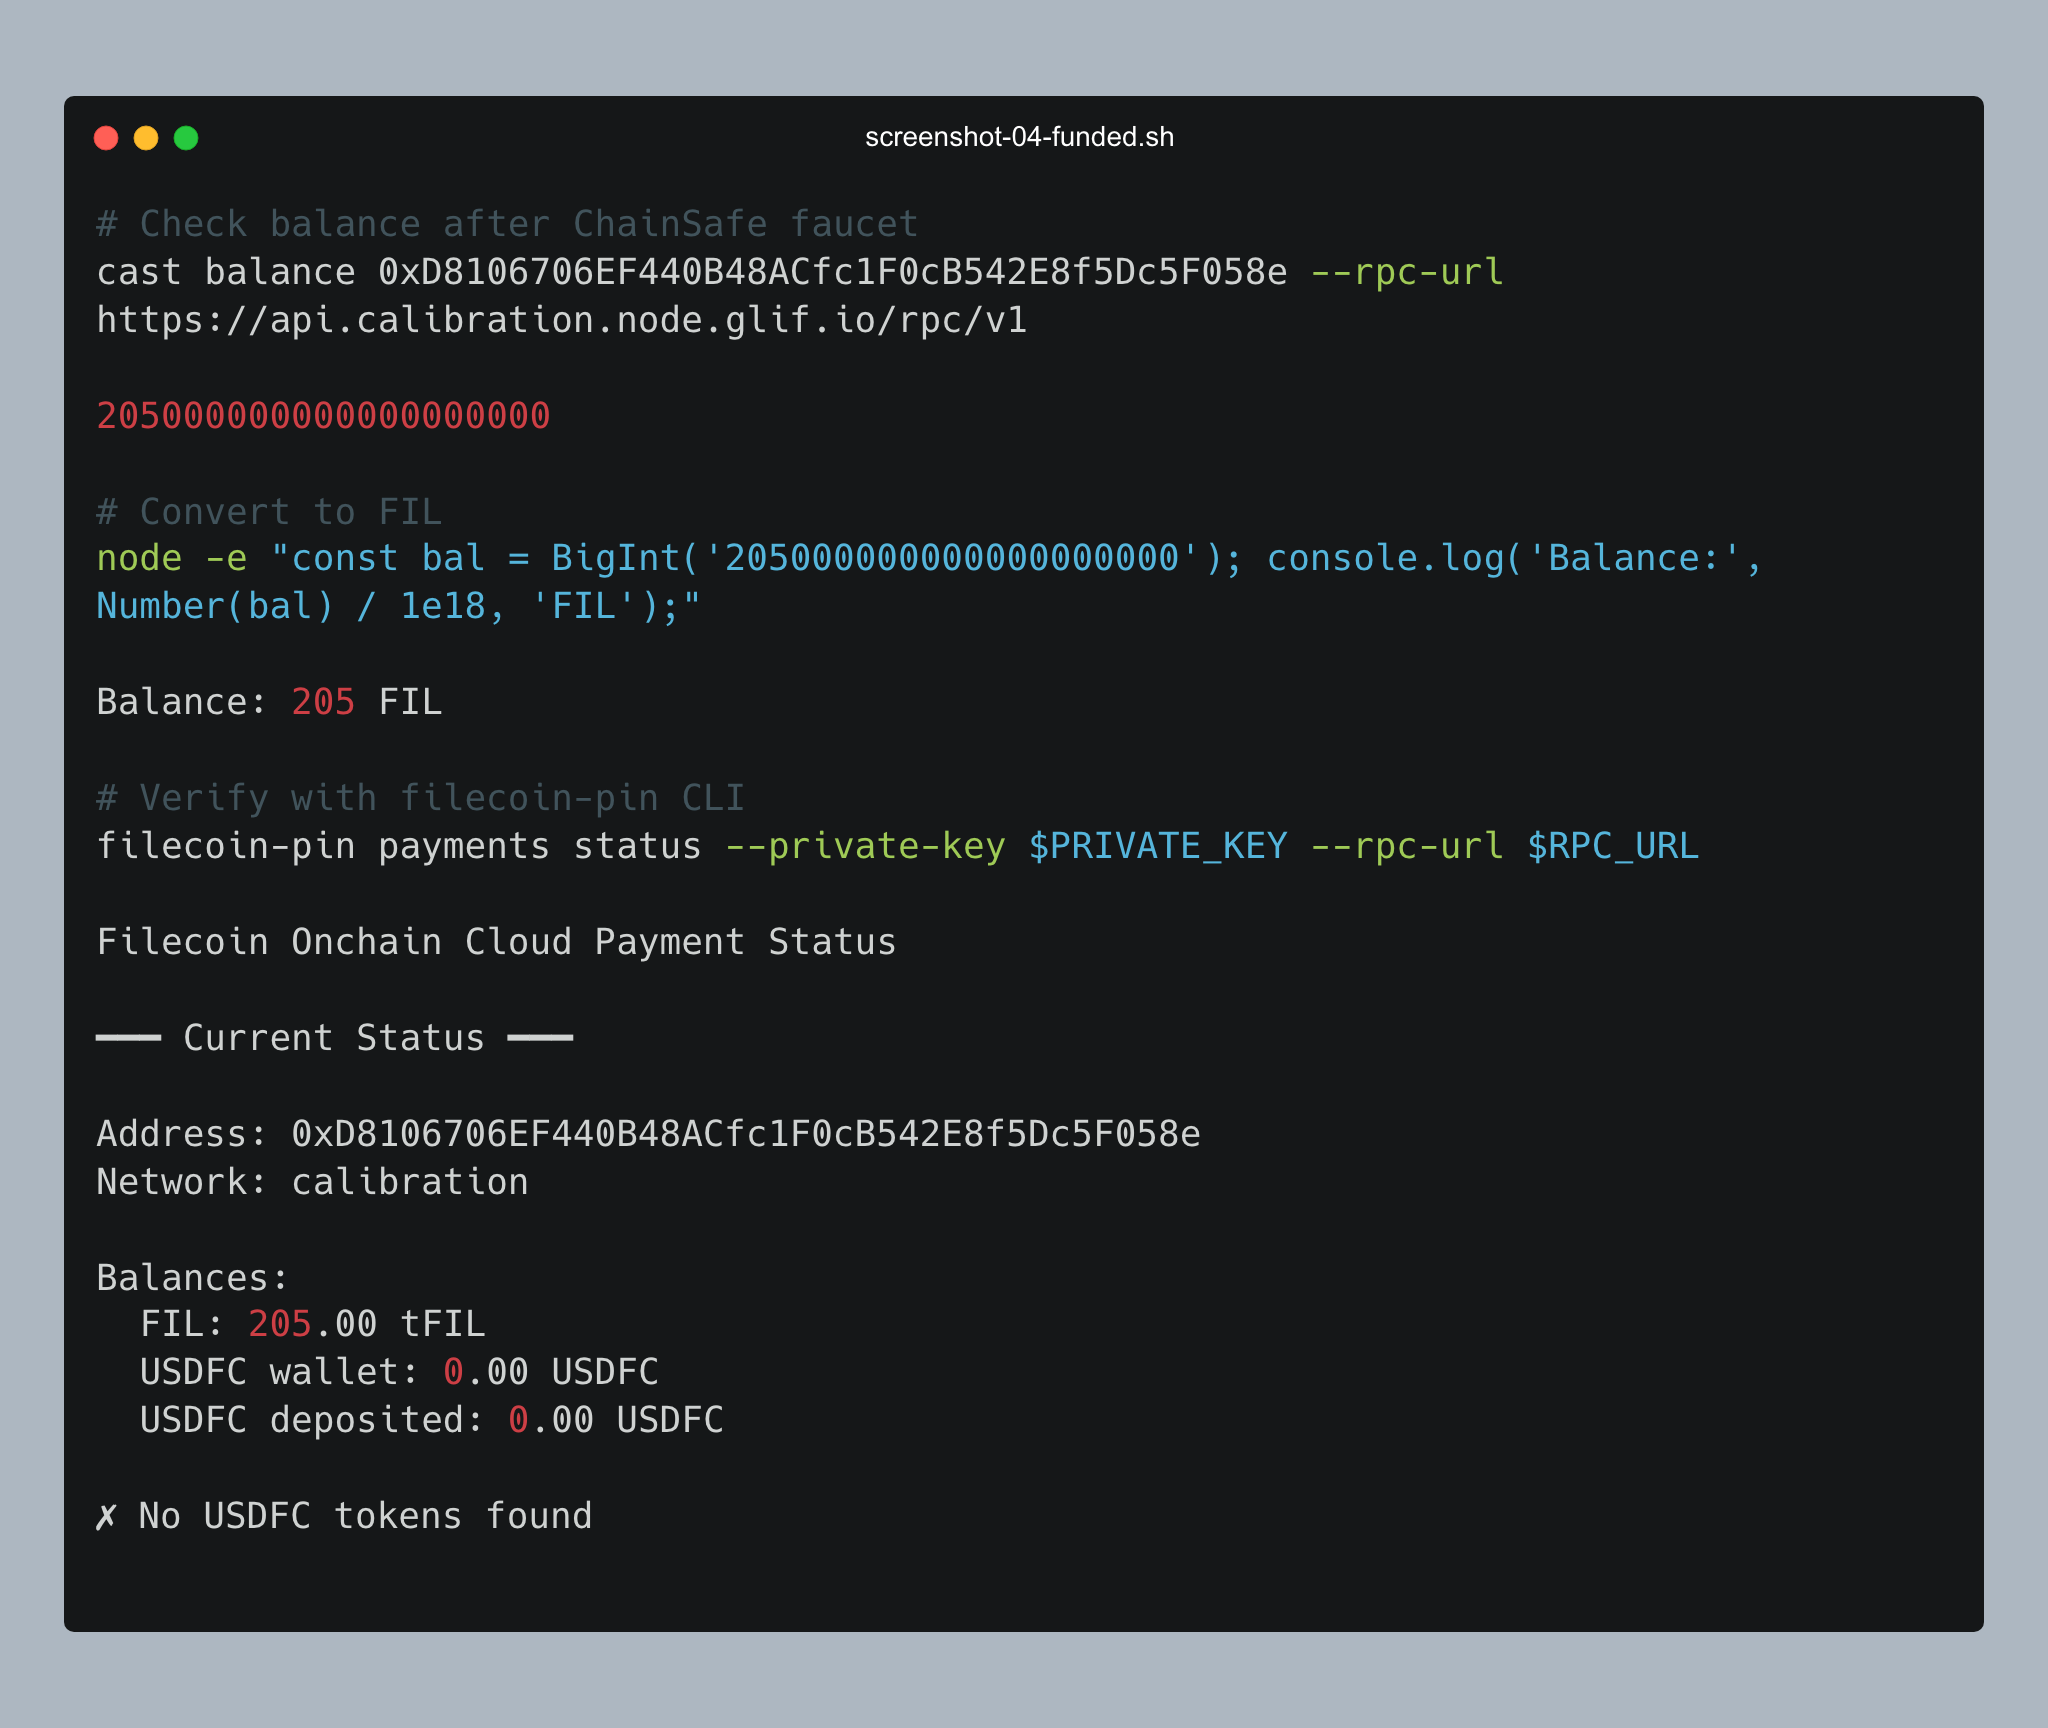 screenshot-04-funded.sh
# Check balance after ChainSafe faucet
cast balance 0xD8106706EF440B48ACfc1F0cB542E8f5Dc5F058e --rpc-url
https://api.calibration.node.glif.io/rpc/v1
205000000000000000000
# Convert to FIL
node -e "const bal = BigInt('205000000000000000000'); console.log('Balance:',
Number(bal) / 1e18, 'FIL');"
Balance: 205 FIL
# Verify with filecoin-pin CLI
filecoin-pin payments status --private-key $PRIVATE_KEY --rpc-url $RPC_URL
Filecoin Onchain Cloud Payment Status
━━━ Current Status ━━━
Address: 0xD8106706EF440B48ACfc1F0cB542E8f5Dc5F058e
Network: calibration
Balances:
  FIL: 205.00 tFIL
  USDFC wallet: 0.00 USDFC
  USDFC deposited: 0.00 USDFC
✗ No USDFC tokens found